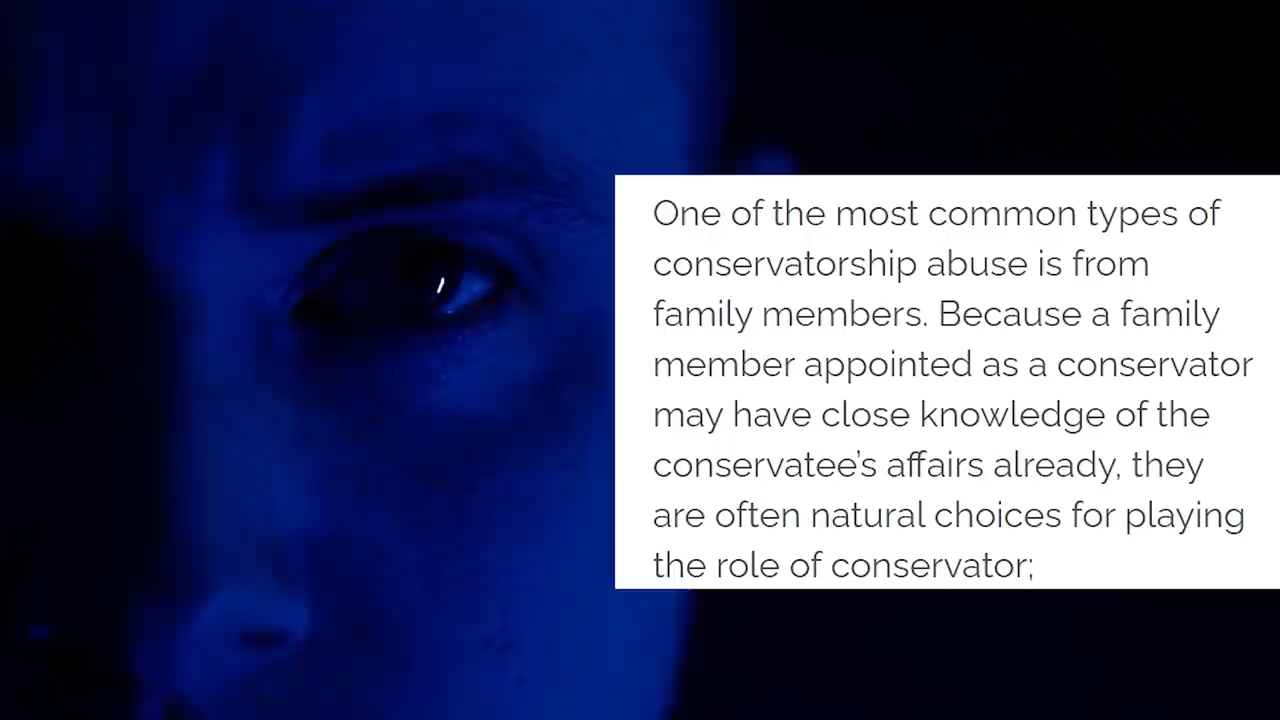 One of the most common types of
conservatorship abuse is from
family members. Because a family
member appointed as a conservator
may have close knowledge of the
conservatee’s affairs already, they
are often natural choices for playing
the role of conservator;